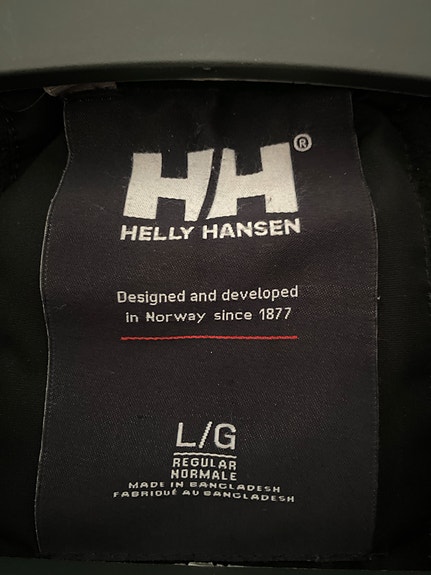 HH®
HELLY HANSEN
Designed and developed
in Norway since 1877
L/G
REGULAR
NORMALE
MADE IN BANGLADESH
FABRIQUÉ AU BANGLADESH